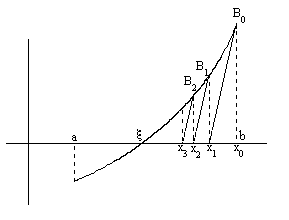 B₀
B₁
B₂
a ξ b
x₃ x₂ x₁ x₀